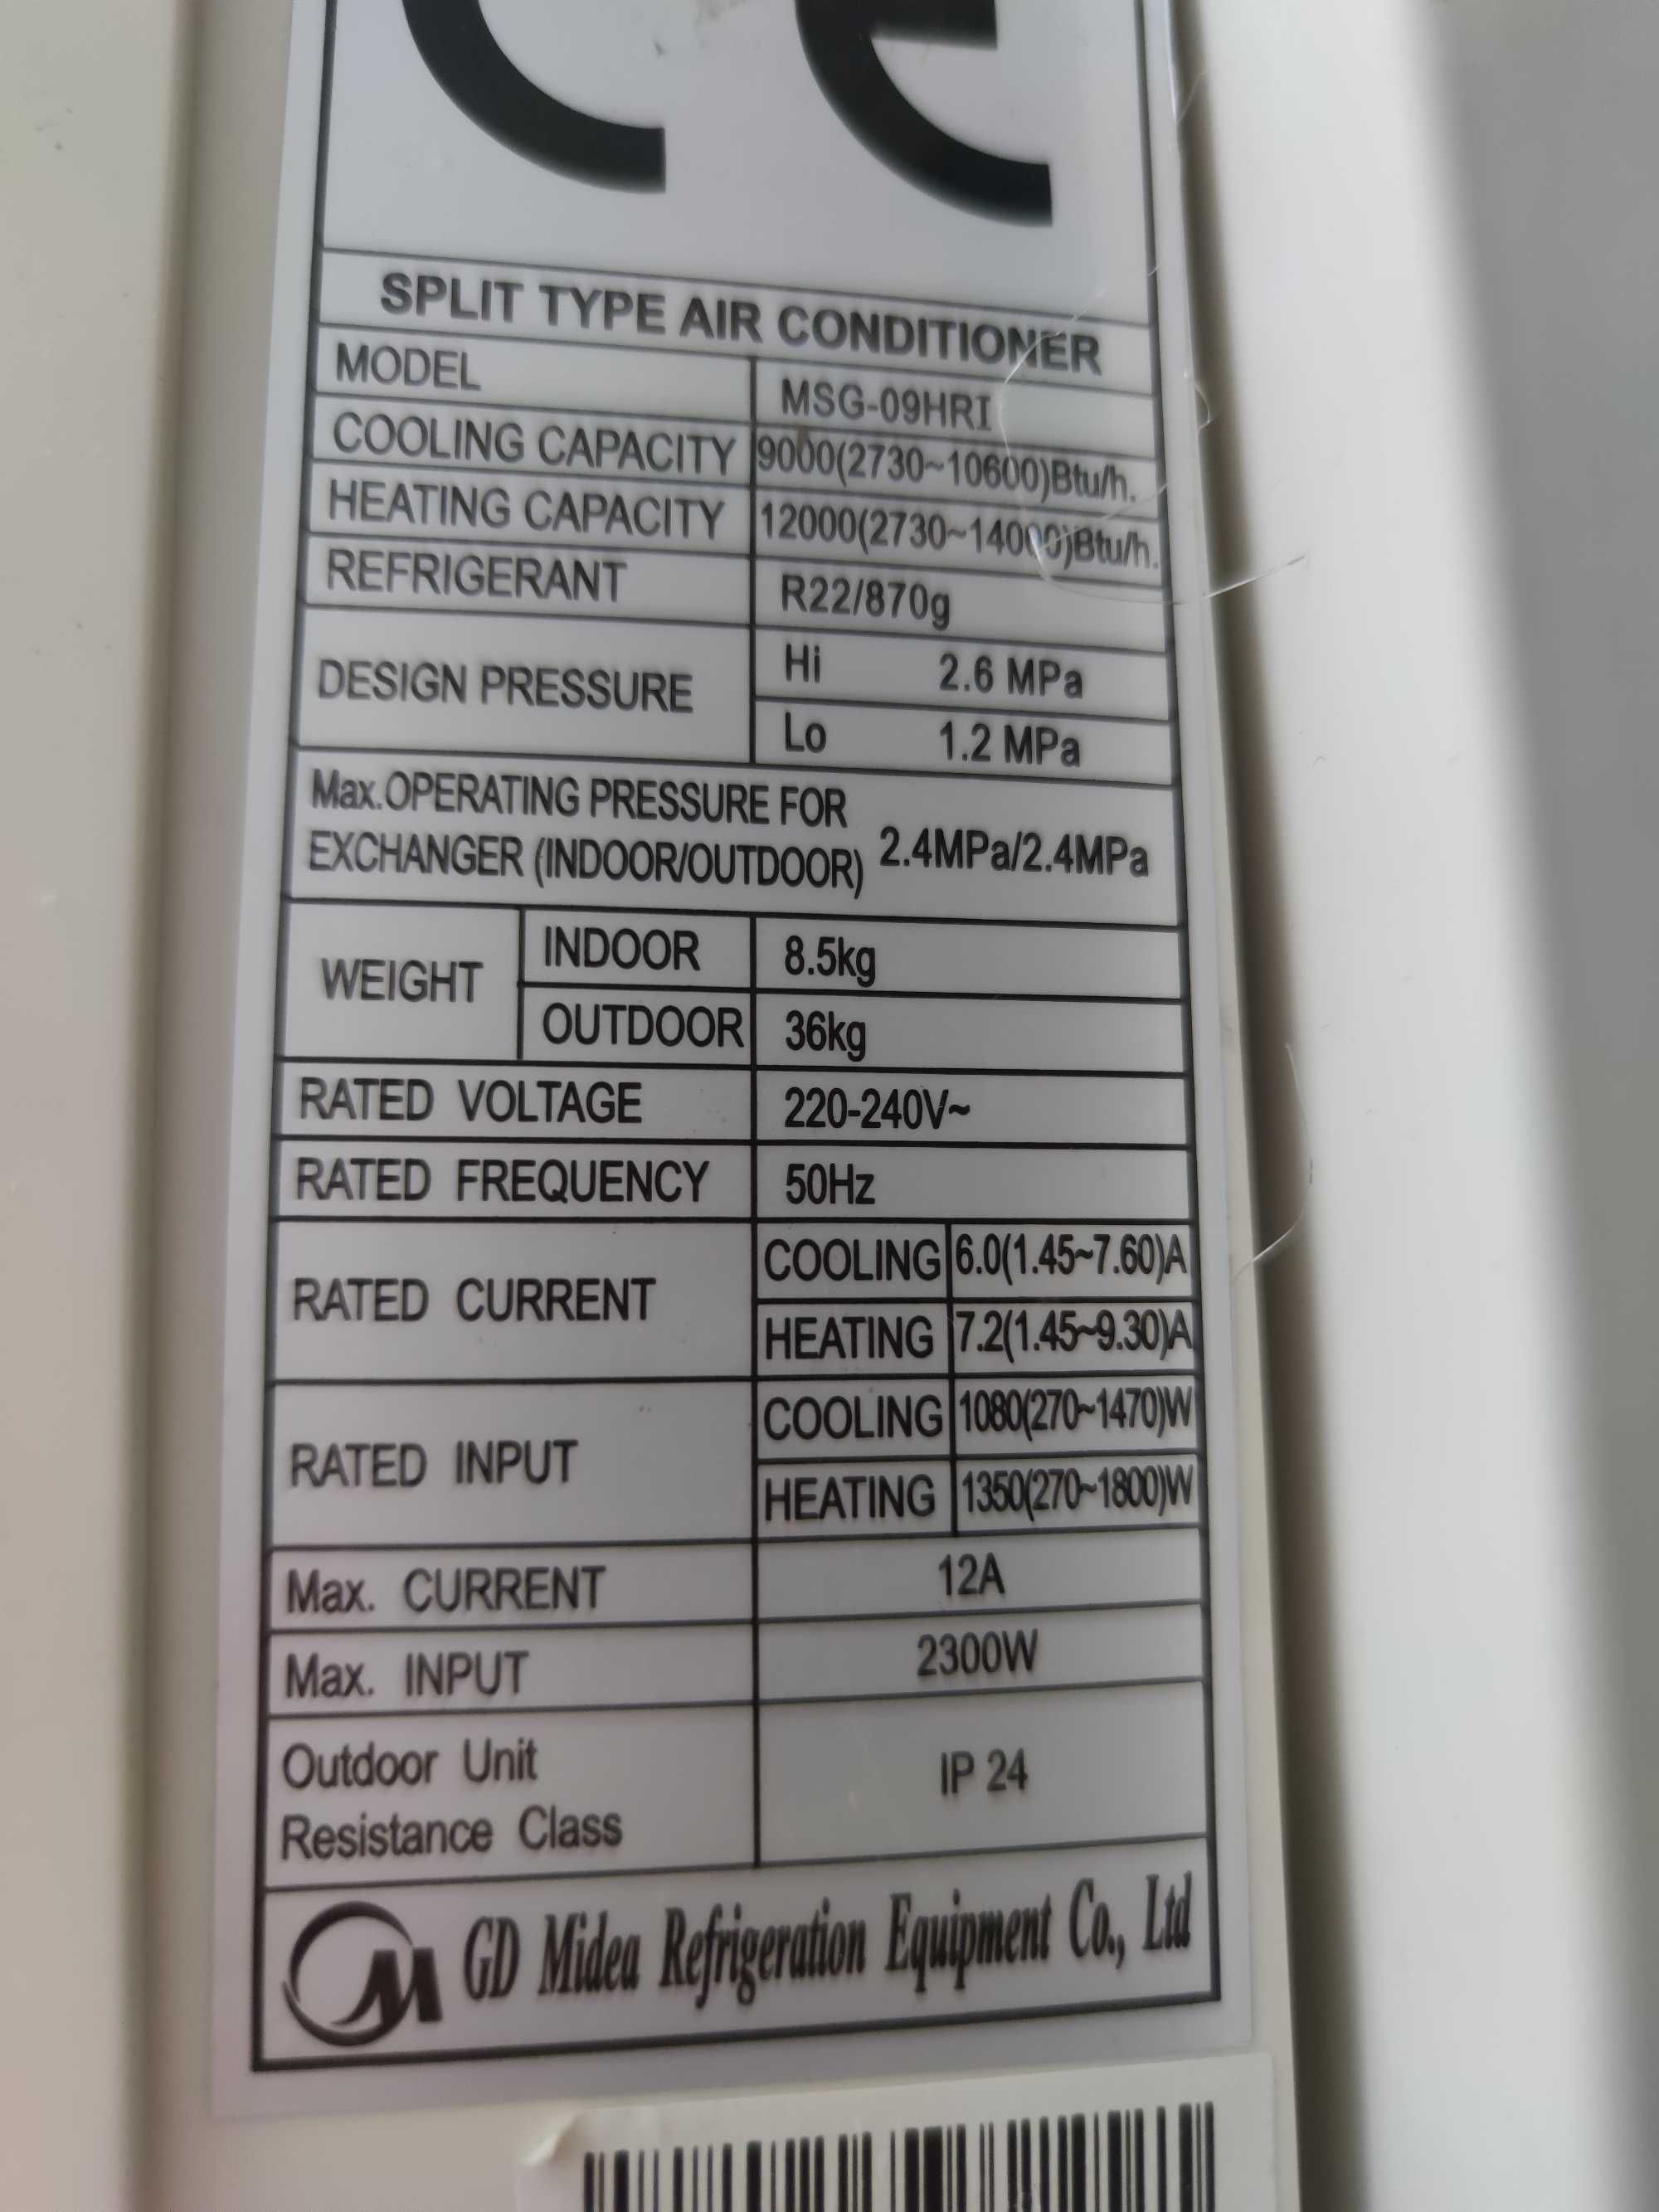 CE
SPLIT TYPE AIR CONDITIONER
MODEL MSG-09HRI
COOLING CAPACITY 9000(2730~10600)Btu/h.
HEATING CAPACITY 12000(2730~14000)Btu/h.
REFRIGERANT R22/870g
DESIGN PRESSURE Hi 2.6 MPa
Lo 1.2 MPa
Max.OPERATING PRESSURE FOR
EXCHANGER (INDOOR/OUTDOOR) 2.4MPa/2.4MPa
WEIGHT INDOOR 8.5kg
OUTDOOR 36kg
RATED VOLTAGE 220-240V~
RATED FREQUENCY 50Hz
RATED CURRENT COOLING 6.0(1.45~7.60)A
HEATING 7.2(1.45~9.30)A
RATED INPUT COOLING 1080(270~1470)W
HEATING 1350(270~1800)W
Max. CURRENT 12A
Max. INPUT 2300W
Outdoor Unit
Resistance Class IP 24
GD Midea Refrigeration Equipment Co., Ltd